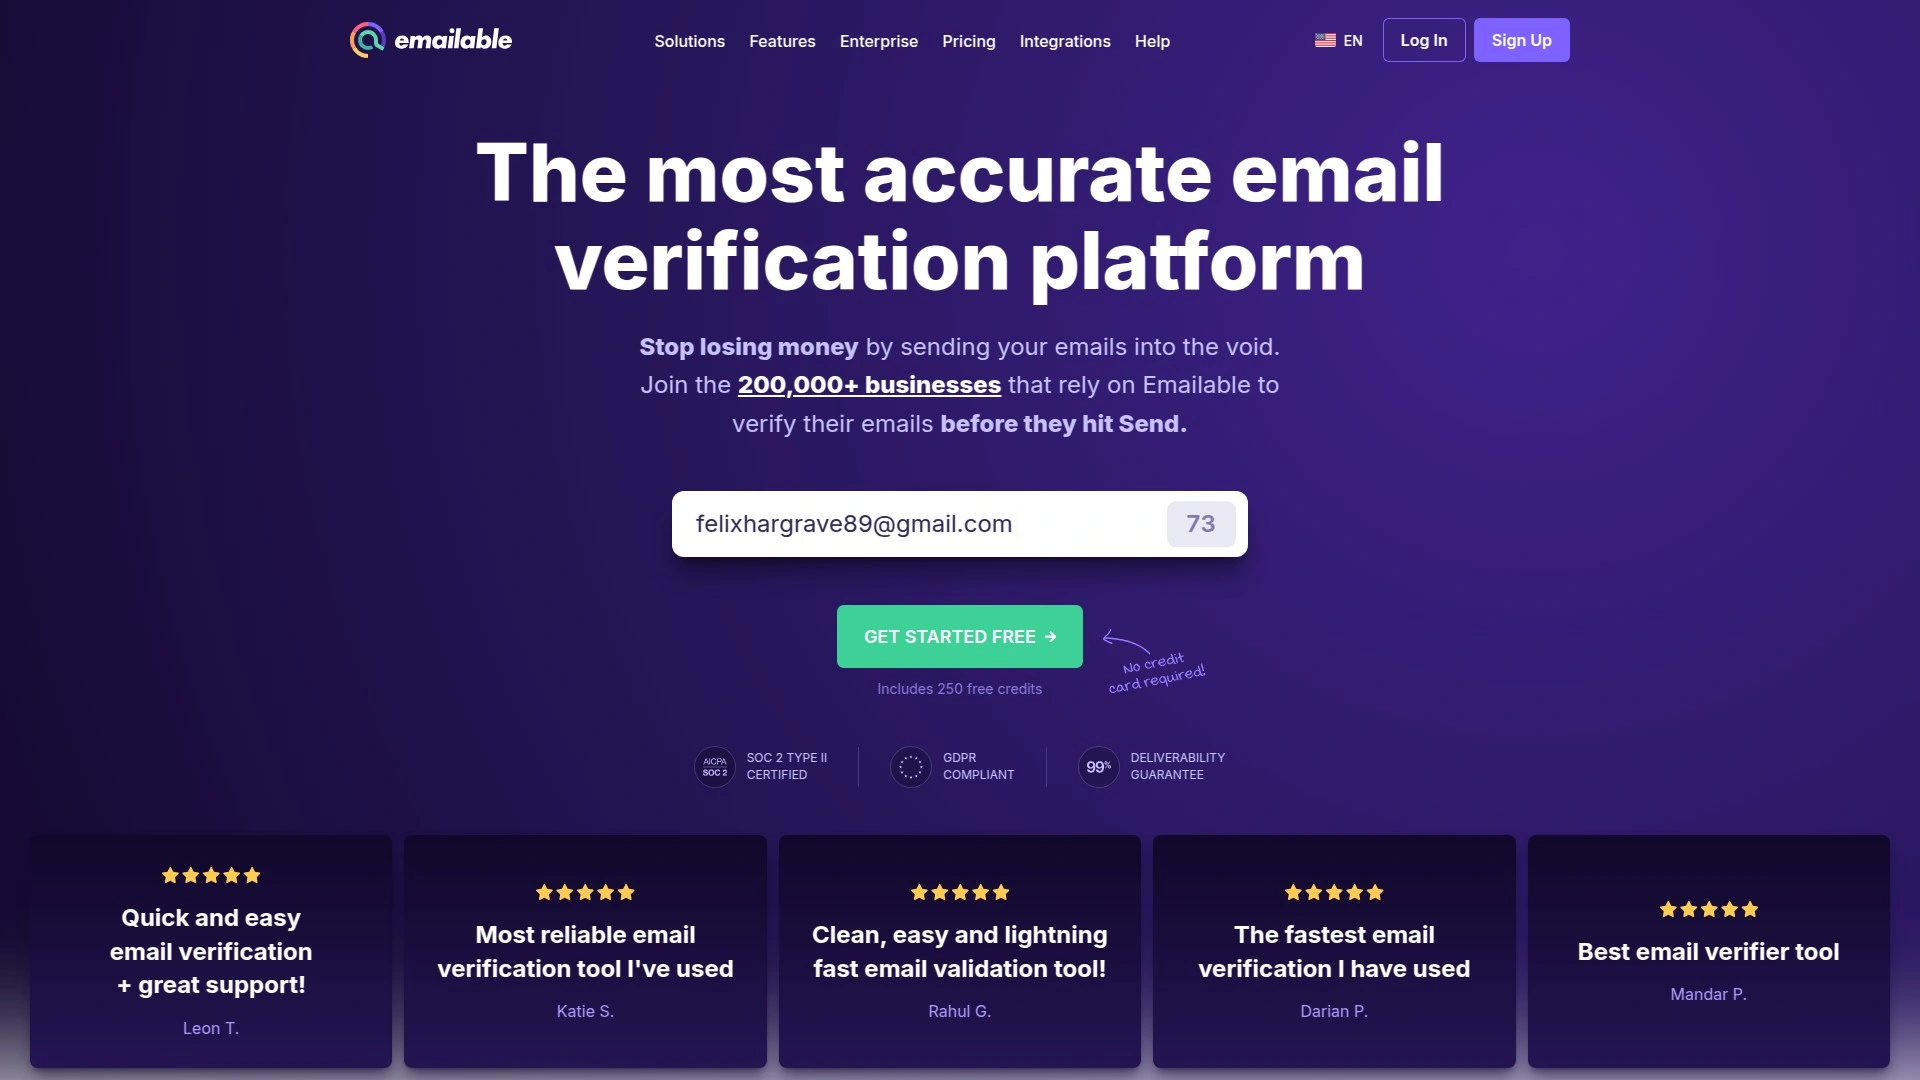 emailable
Solutions Features Enterprise Pricing Integrations Help
EN
Log In
Sign Up
The most accurate email
verification platform
Stop losing money by sending your emails into the void.
Join the 200,000+ businesses that rely on Emailable to
verify their emails before they hit Send.
felixhargrave89@gmail.com
73
GET STARTED FREE →
No credit
card required!
Includes 250 free credits
AICPA
SOC 2
SOC 2 TYPE II
CERTIFIED
GDPR
COMPLIANT
99%
DELIVERABILITY
GUARANTEE
Quick and easy
email verification
+ great support!
Leon T.
Most reliable email
verification tool I've used
Katie S.
Clean, easy and lightning
fast email validation tool!
Rahul G.
The fastest email
verification I have used
Darian P.
Best email verifier tool
Mandar P.